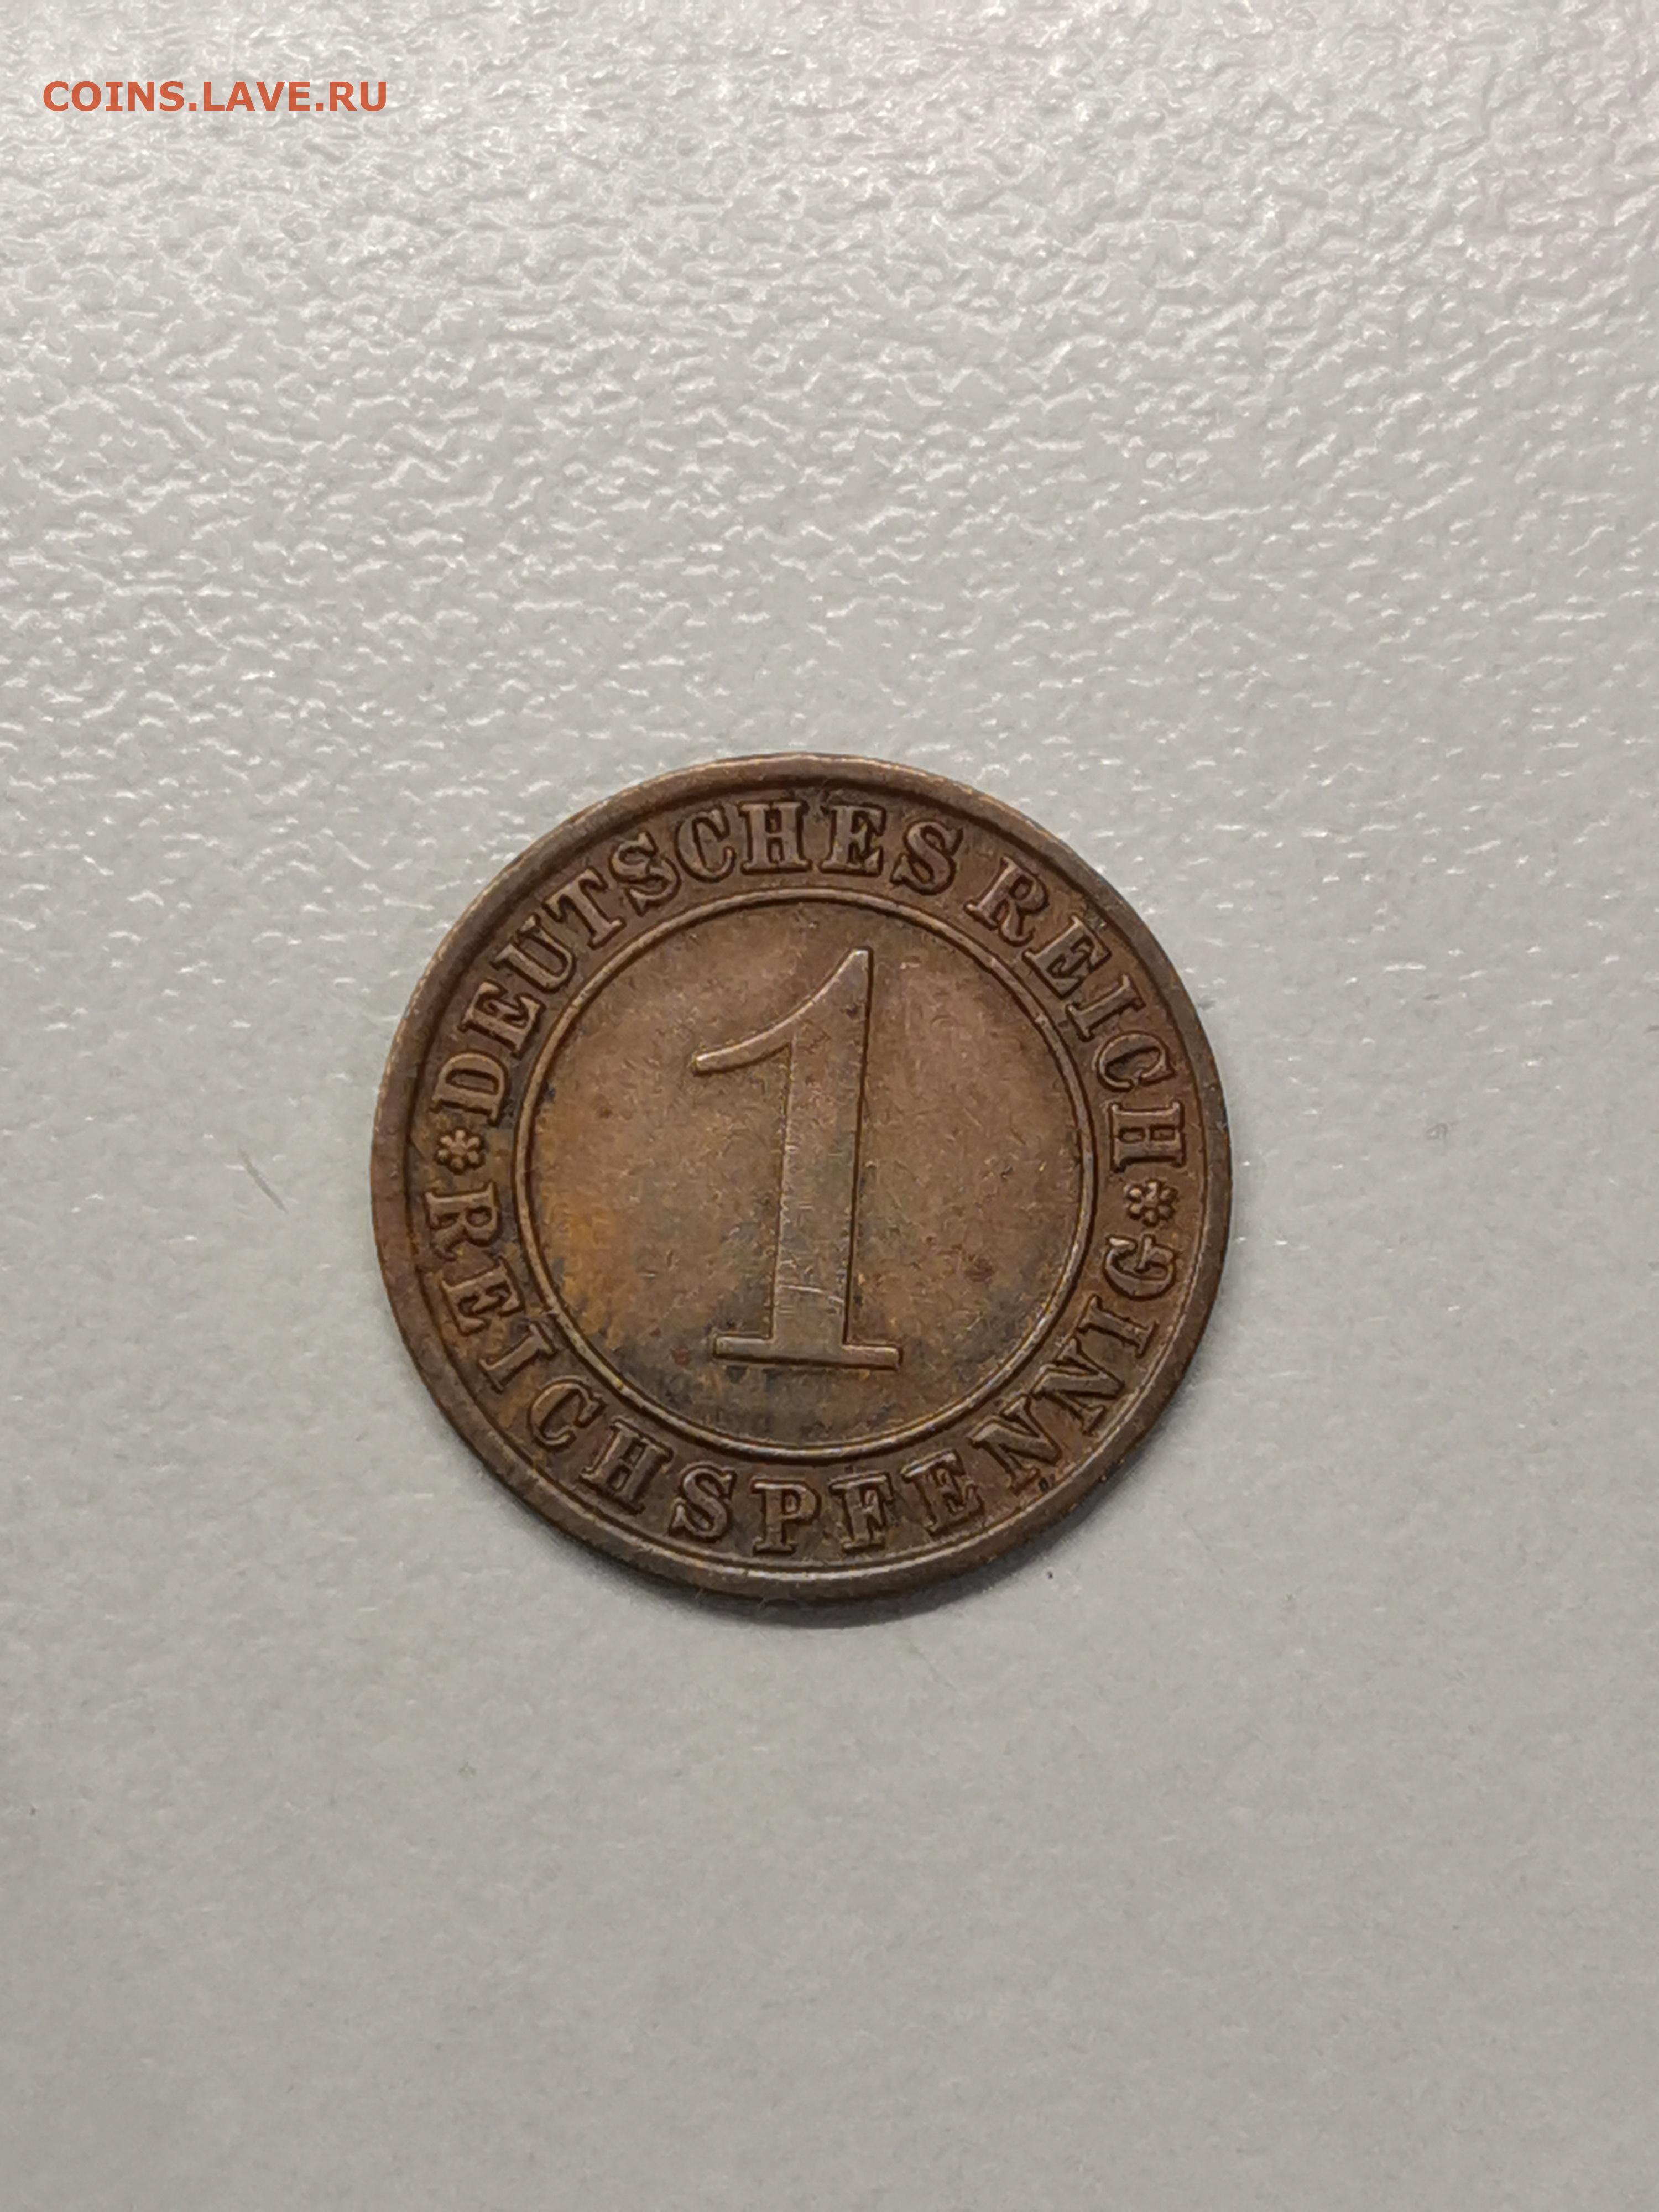 COINS.LAVE.RU
DEUTSCHES REICH
1
REICHSPFENNIG